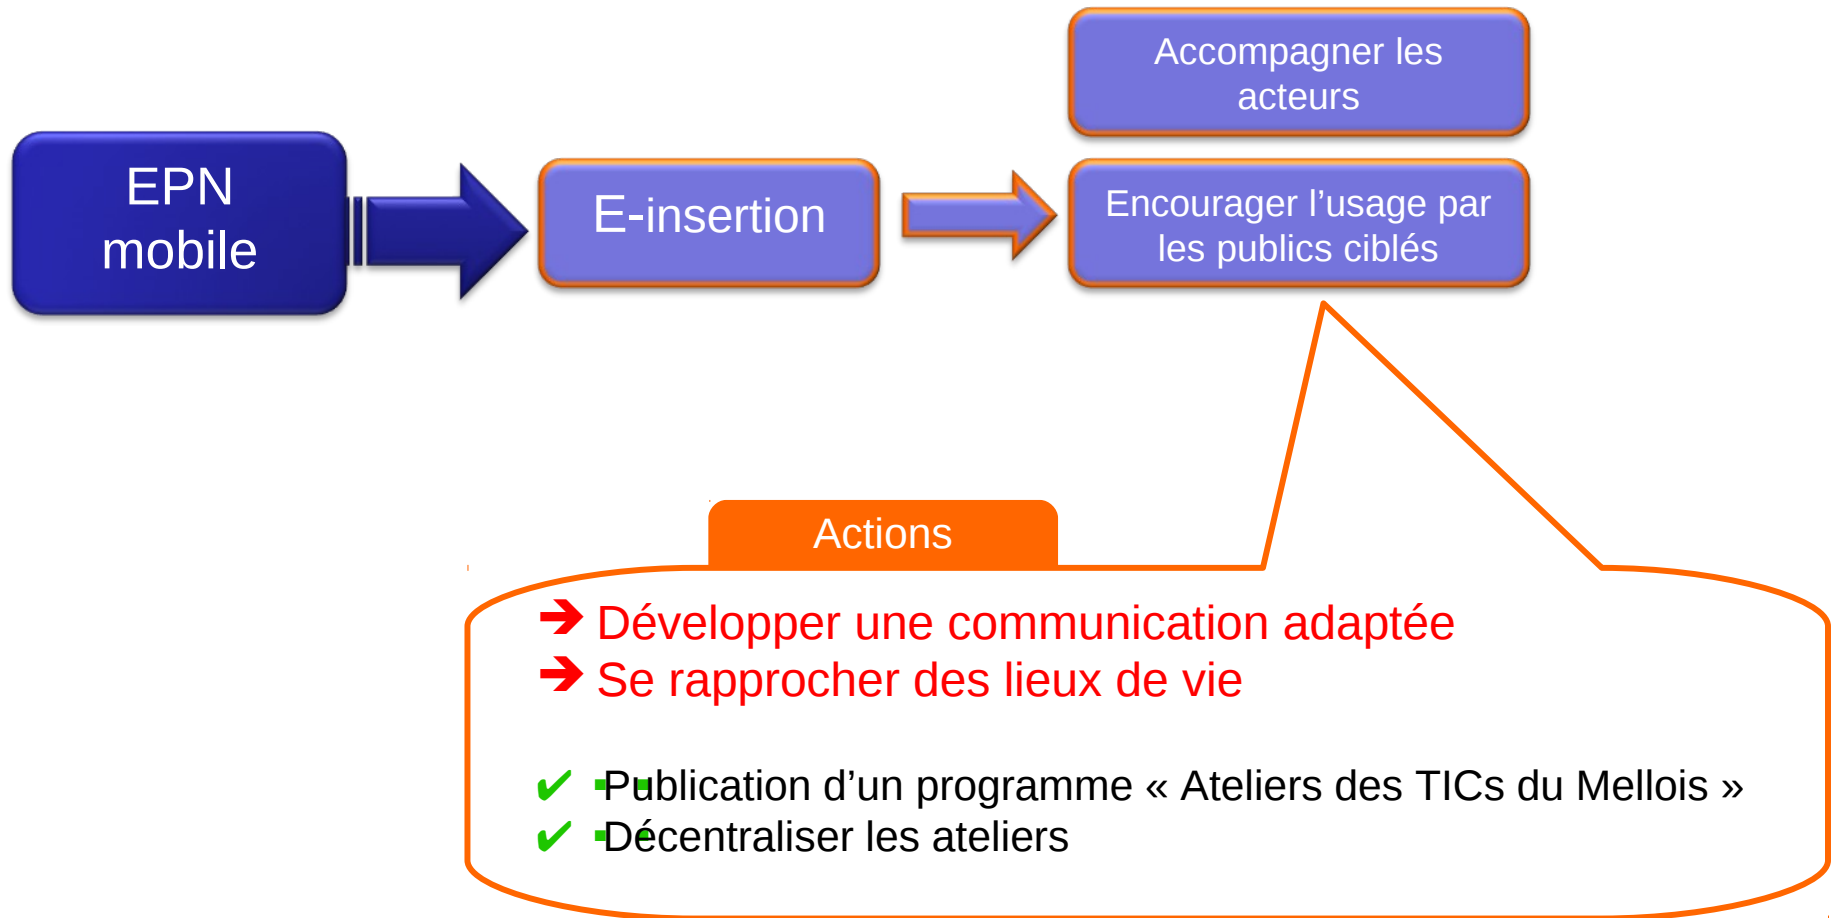 Accompagner les
acteurs
EPN
mobile
E-insertion
Encourager l’usage par
les publics ciblés
Actions
➔ Développer une communication adaptée
➔ Se rapprocher des lieux de vie
✔ Publication d’un programme « Ateliers des TICs du Mellois »
✔ Décentraliser les ateliers